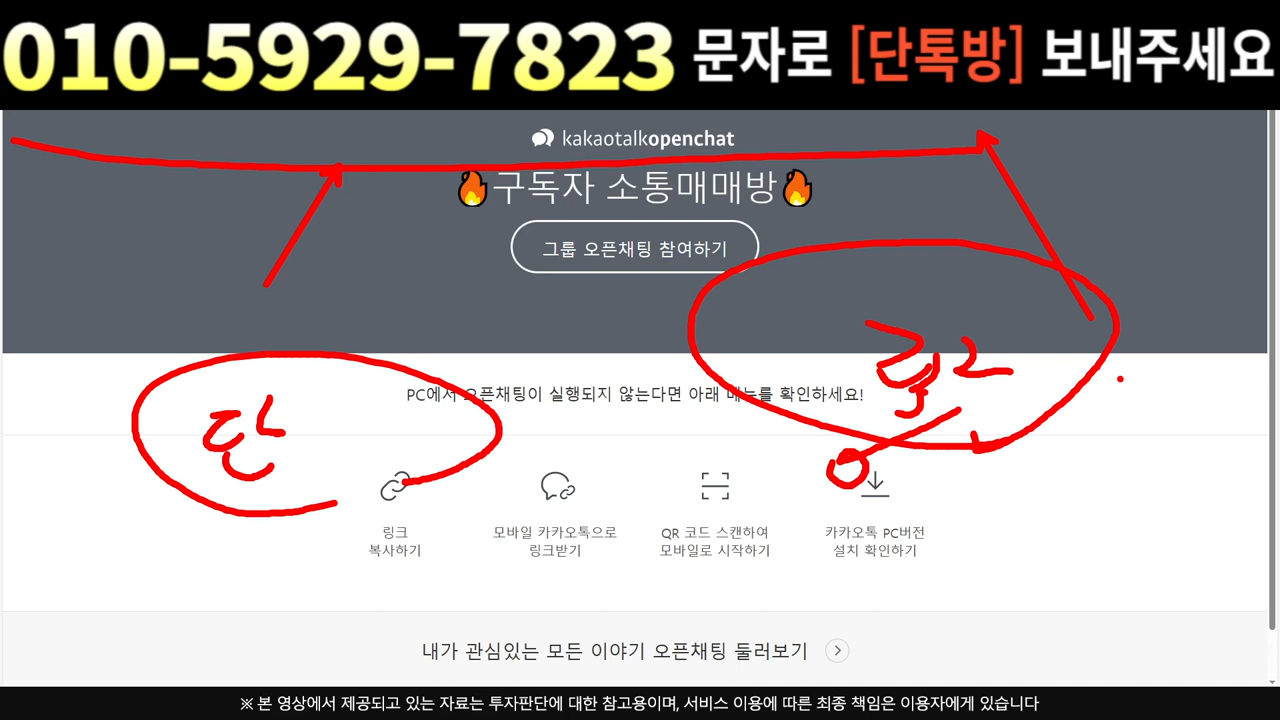 010-5929-7823 문자로 [단톡방] 보내주세요
kakaotalkopenchat
🔥구독자 소통매매방🔥
그룹 오픈채팅 참여하기
PC에서 오픈채팅이 실행되지 않는다면 아래 메뉴를 확인하세요!
단
링크
복사하기
모바일 카카오톡으로
링크받기
QR 코드 스캔하여
모바일로 시작하기
카카오톡 PC버전
설치 확인하기
내가 관심있는 모든 이야기 오픈채팅 둘러보기
※ 본 영상에서 제공되고 있는 자료는 투자판단에 대한 참고용이며, 서비스 이용에 따른 최종 책임은 이용자에게 있습니다